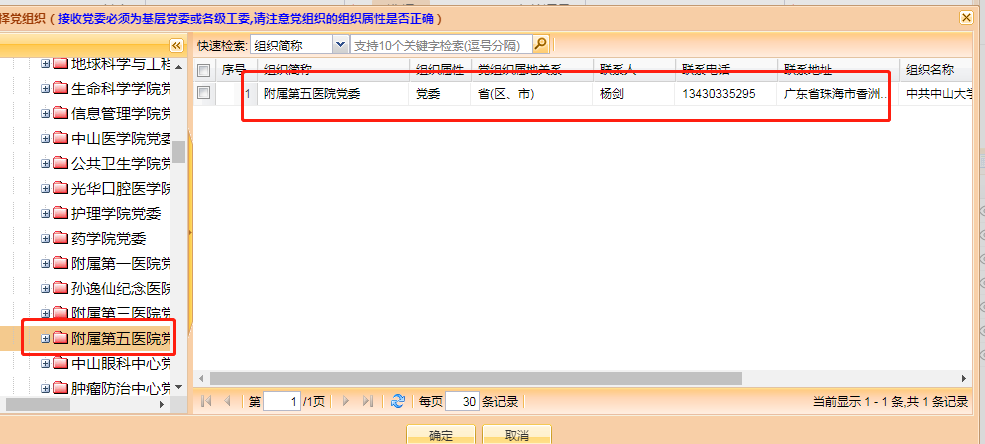 择党组织（接收党委必须为基层党委或各级工委,请注意党组织的组织属性是否正确）
地球科学与工程
生命科学学院党
信息管理学院党
中山医学院党委
公共卫生学院党
光华口腔医学院
护理学院党委
药学院党委
附属第一医院党
孙逸仙纪念医院
附属第三医院党
附属第五医院党
中山眼科中心党
肿瘤防治中心党
快速检索: 组织简称 支持10个关键字检索(逗号分隔)
序号 组织简称 组织属性 党组织属地关系 联系人 联系电话 联系地址 组织名称
1 附属第五医院党委 党委 省(区、市) 杨剑 13430335295 广东省珠海市香洲... 中共中山大学
第 1 /1页 每页 30 条记录 当前显示 1 - 1 条,共 1 条记录
确定 取消